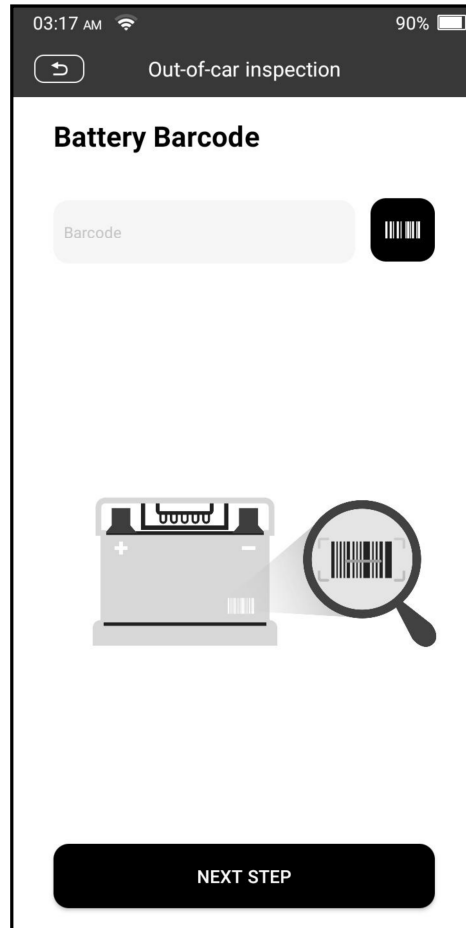 03:17 AM 90%
Out-of-car inspection
Battery Barcode
Barcode
+ −
NEXT STEP